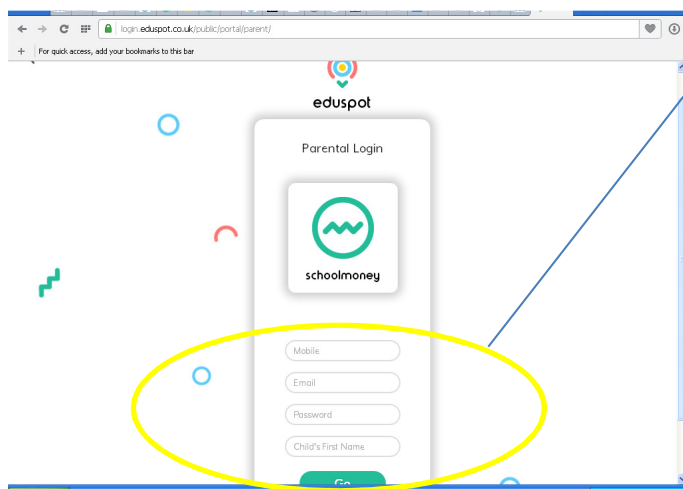 login.eduspot.co.uk/public/portal/parent/
For quick access, add your bookmarks to this bar
eduspot
Parental Login
schoolmoney
Mobile
Email
Password
Child's First Name
Go